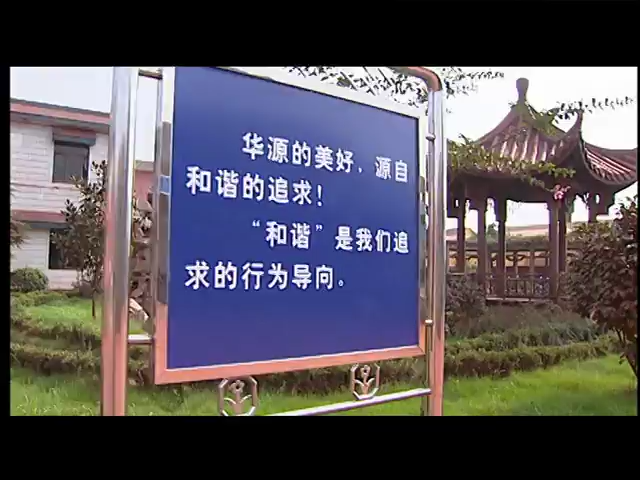 华源的美好，源自
和谐的追求！
“和谐”是我们追
求的行为导向。